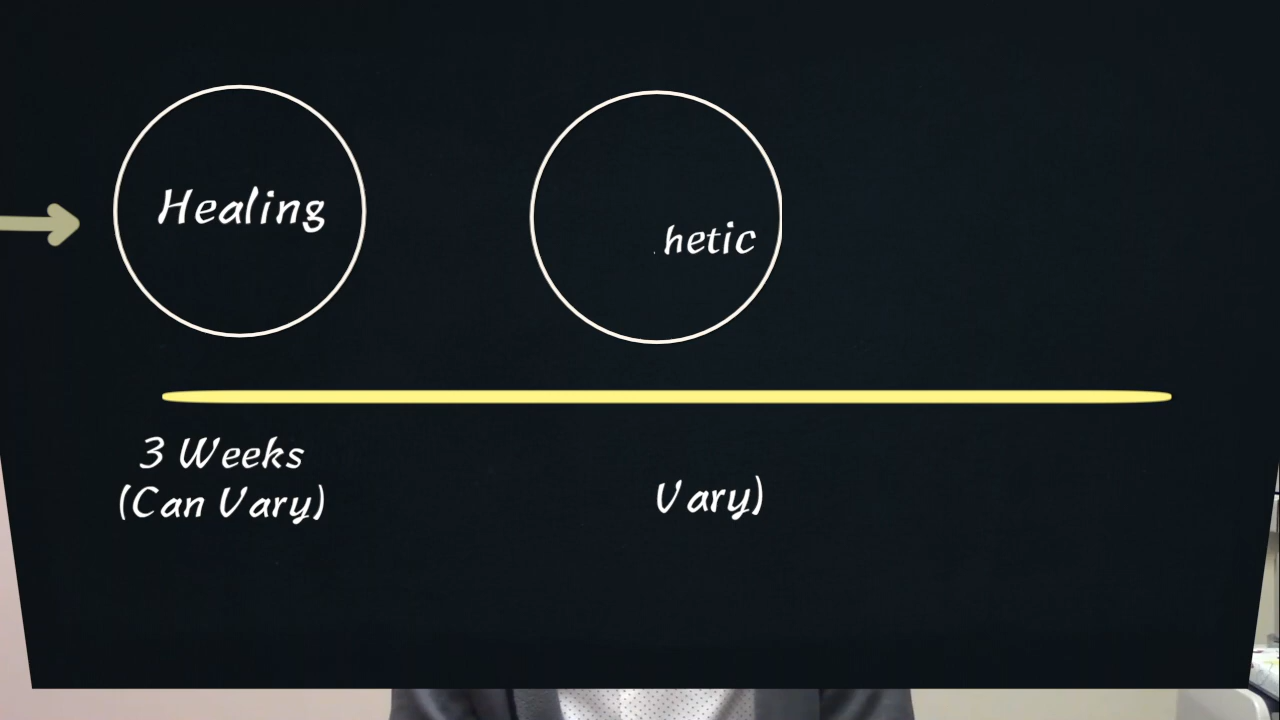 Healing
hetic
3 Weeks
(Can Vary)
Vary)